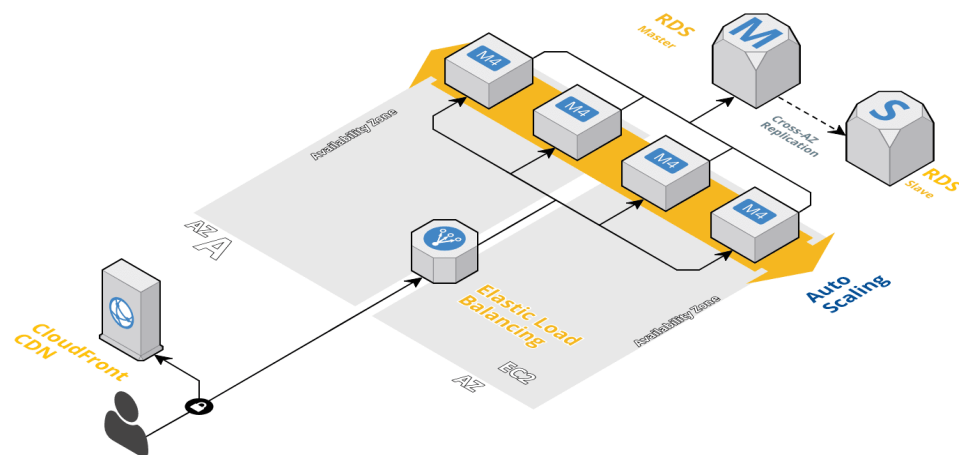 RDS
Master
M
S
RDS
Slave
Cross-AZ
Replication
M4
M4
M4
M4
Availability Zone
AZ A
Elastic Load
Balancing
Availability Zone
Auto
Scaling
EC2
AZ
CloudFront
CDN